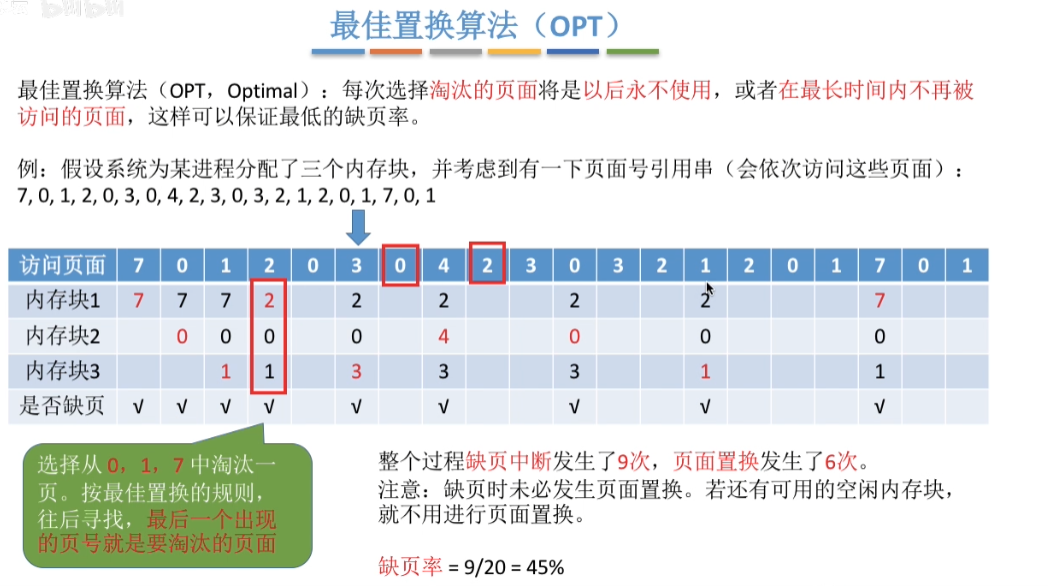 最佳置换算法（OPT）
最佳置换算法（OPT，Optimal）：每次选择淘汰的页面将是以后永不使用，或者在最长时间内不再被
访问的页面，这样可以保证最低的缺页率。
例：假设系统为某进程分配了三个内存块，并考虑到有一下页面号引用串（会依次访问这些页面）：
7, 0, 1, 2, 0, 3, 0, 4, 2, 3, 0, 3, 2, 1, 2, 0, 1, 7, 0, 1
访问页面 7 0 1 2 0 3 0 4 2 3 0 3 2 1 2 0 1 7 0 1
内存块1 7 7 7 2 2 2 2 2 7
内存块2 0 0 0 0 4 0 0 0
内存块3 1 1 3 3 3 1 1
是否缺页 √ √ √ √ √ √ √ √ √
选择从 0，1，7 中淘汰一
页。按最佳置换的规则，
往后寻找，最后一个出现
的页号就是要淘汰的页面
整个过程缺页中断发生了9次，页面置换发生了6次。
注意：缺页时未必发生页面置换。若还有可用的空闲内存块，
就不用进行页面置换。
缺页率 = 9/20 = 45%